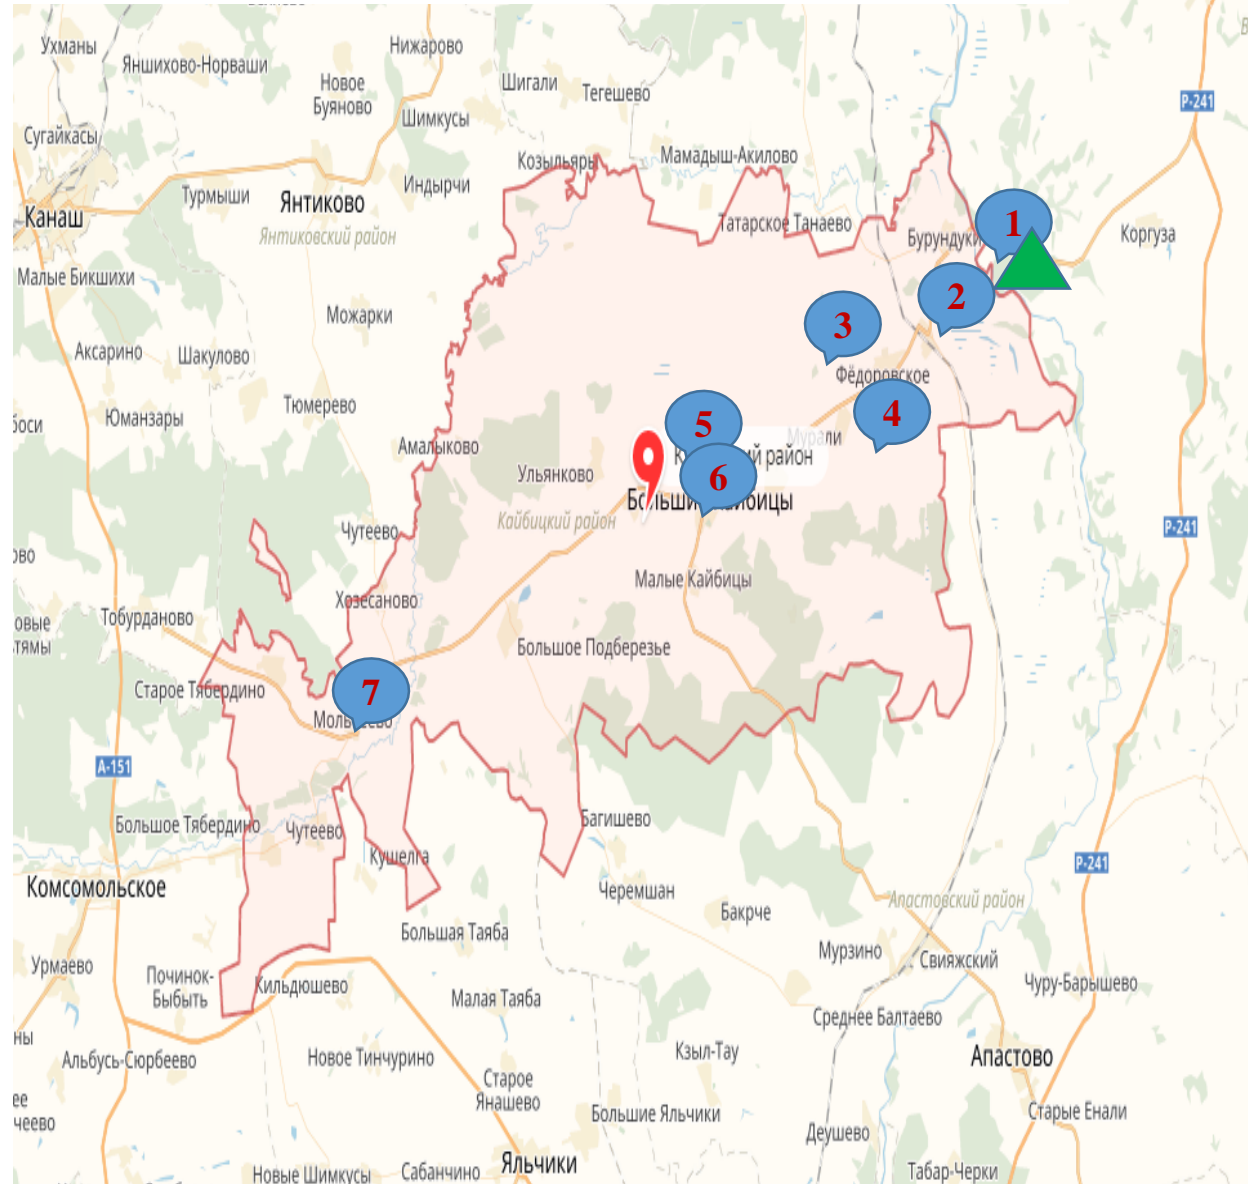 Ухманы
Нижарово
Яншихово-Норваши
Новое
Буяново
Шигали
Тегешево
Р-241
Шимкусы
Сугайкасы
Козыльяры
Мамадыш-Акилово
Индырчи
Турмыши
Янтиково
Канаш
Татарское Танаево
1
Бурундуки
Коргуза
Янтиковский район
Малые Бикшихи
2
Можарки
3
Аксарино
Шакулово
Фёдоровское
Тюмерево
4
Юманзары
5
Мурали
Амалыково
район
Ульянково
6
Кайбицкий район
Чутеево
Р-241
Малые Кайбицы
Хозесаново
Тобурданово
Большое Подберезье
Старое Тябердино
7
А-151
Большое Тябердино
Чутеево
Багишево
Кушелга
Р-241
Комсомольское
Черемшан
Апастовский район
Бакрче
Большая Таяба
Мурзино
Свияжский
Урмаево
Починок-
Быбыть
Кильдюшево
Чуру-Барышево
Малая Таяба
Среднее Балтаево
Альбусь-Сюрбеево
Новое Тинчурино
Кзыл-Тау
Апастово
Старое
Янашево
Большие Яльчики
Старые Енали
Деушево
Яльчики
Новые Шимкусы
Сабанчино
Табар-Черки